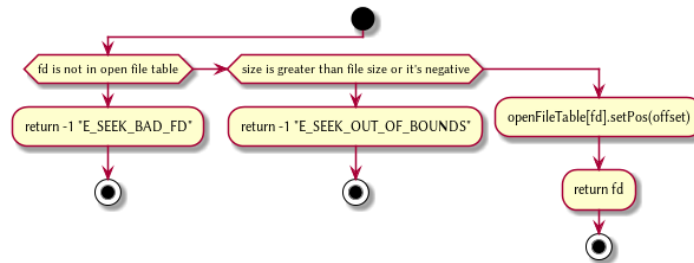 fd is not in open file table
size is greater than file size or it's negative
return -1 "E_SEEK_BAD_FD"
return -1 "E_SEEK_OUT_OF_BOUNDS"
openFileTable[fd].setPos(offset)
return fd